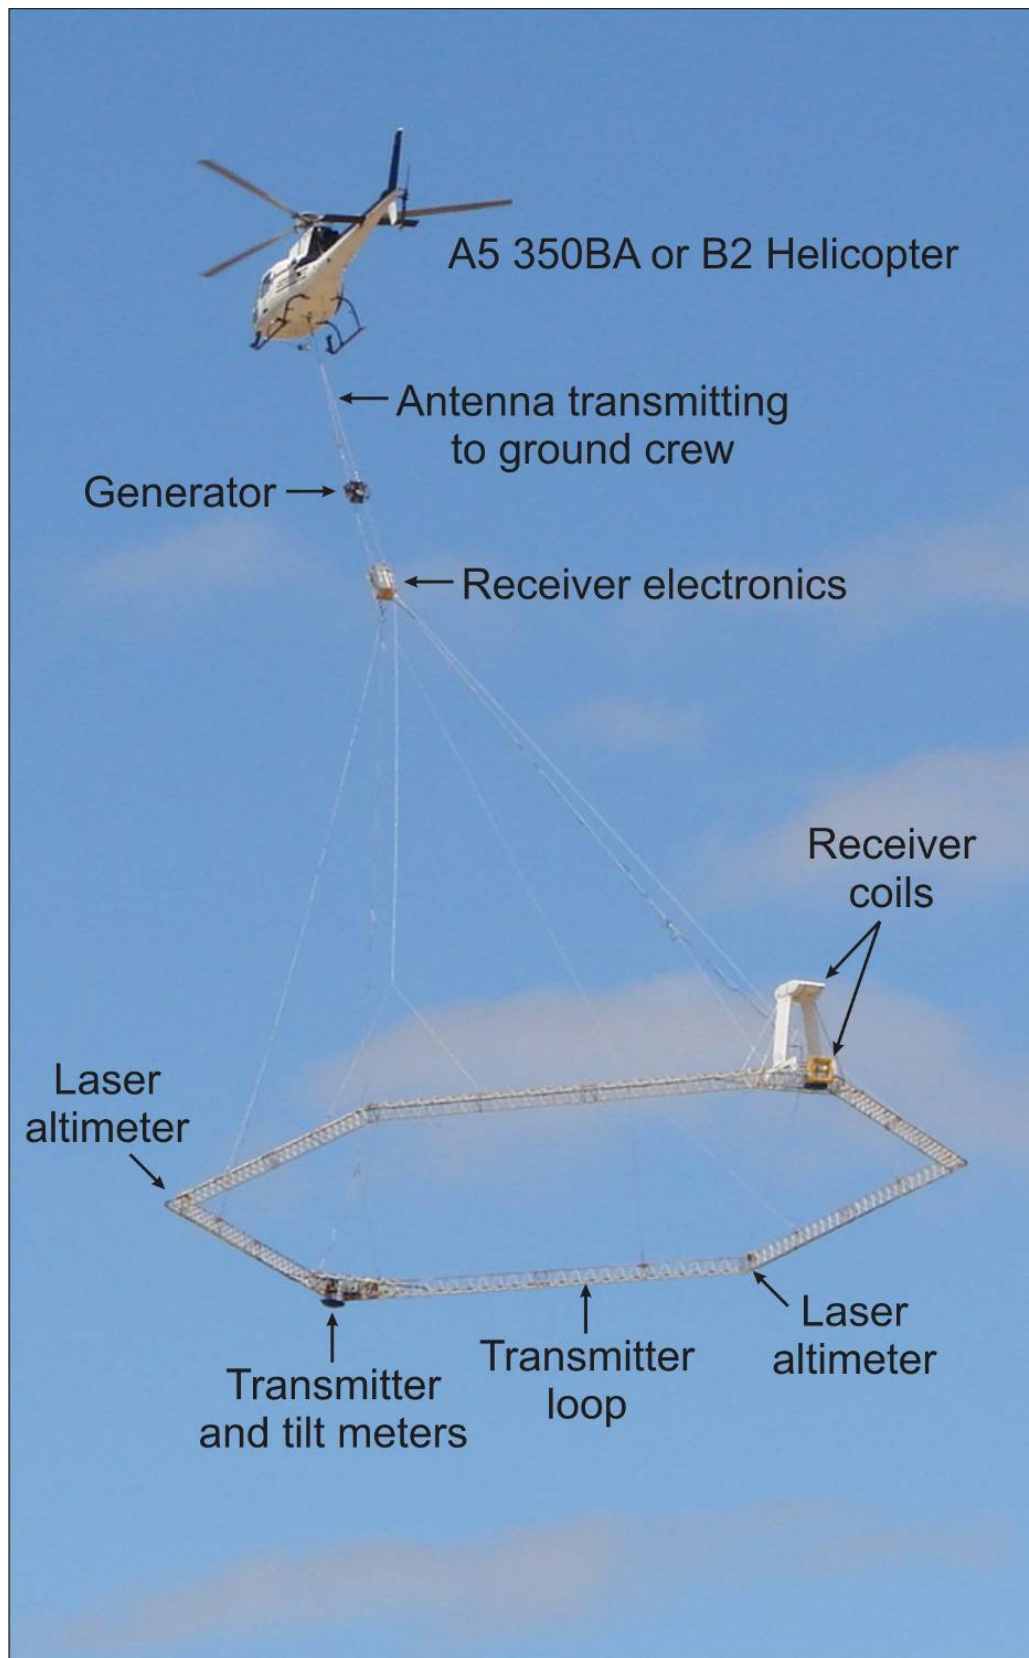 A5 350BA or B2 Helicopter
Antenna transmitting
to ground crew
Generator
Receiver electronics
Receiver
coils
Laser
altimeter
Laser
altimeter
Transmitter
loop
Transmitter
and tilt meters